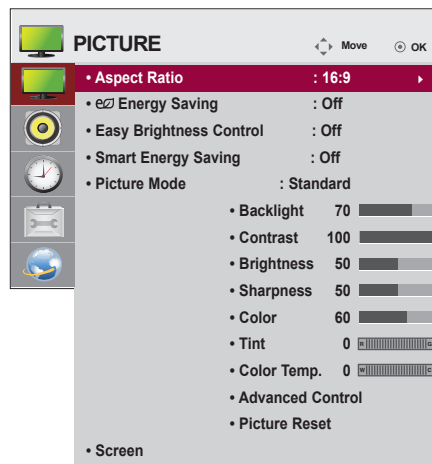 PICTURE Move OK
• Aspect Ratio : 16:9
• Energy Saving : Off
• Easy Brightness Control : Off
• Smart Energy Saving : Off
• Picture Mode : Standard
• Backlight 70
• Contrast 100
• Brightness 50
• Sharpness 50
• Color 60
• Tint 0 R G
• Color Temp. 0 W C
• Advanced Control
• Picture Reset
• Screen